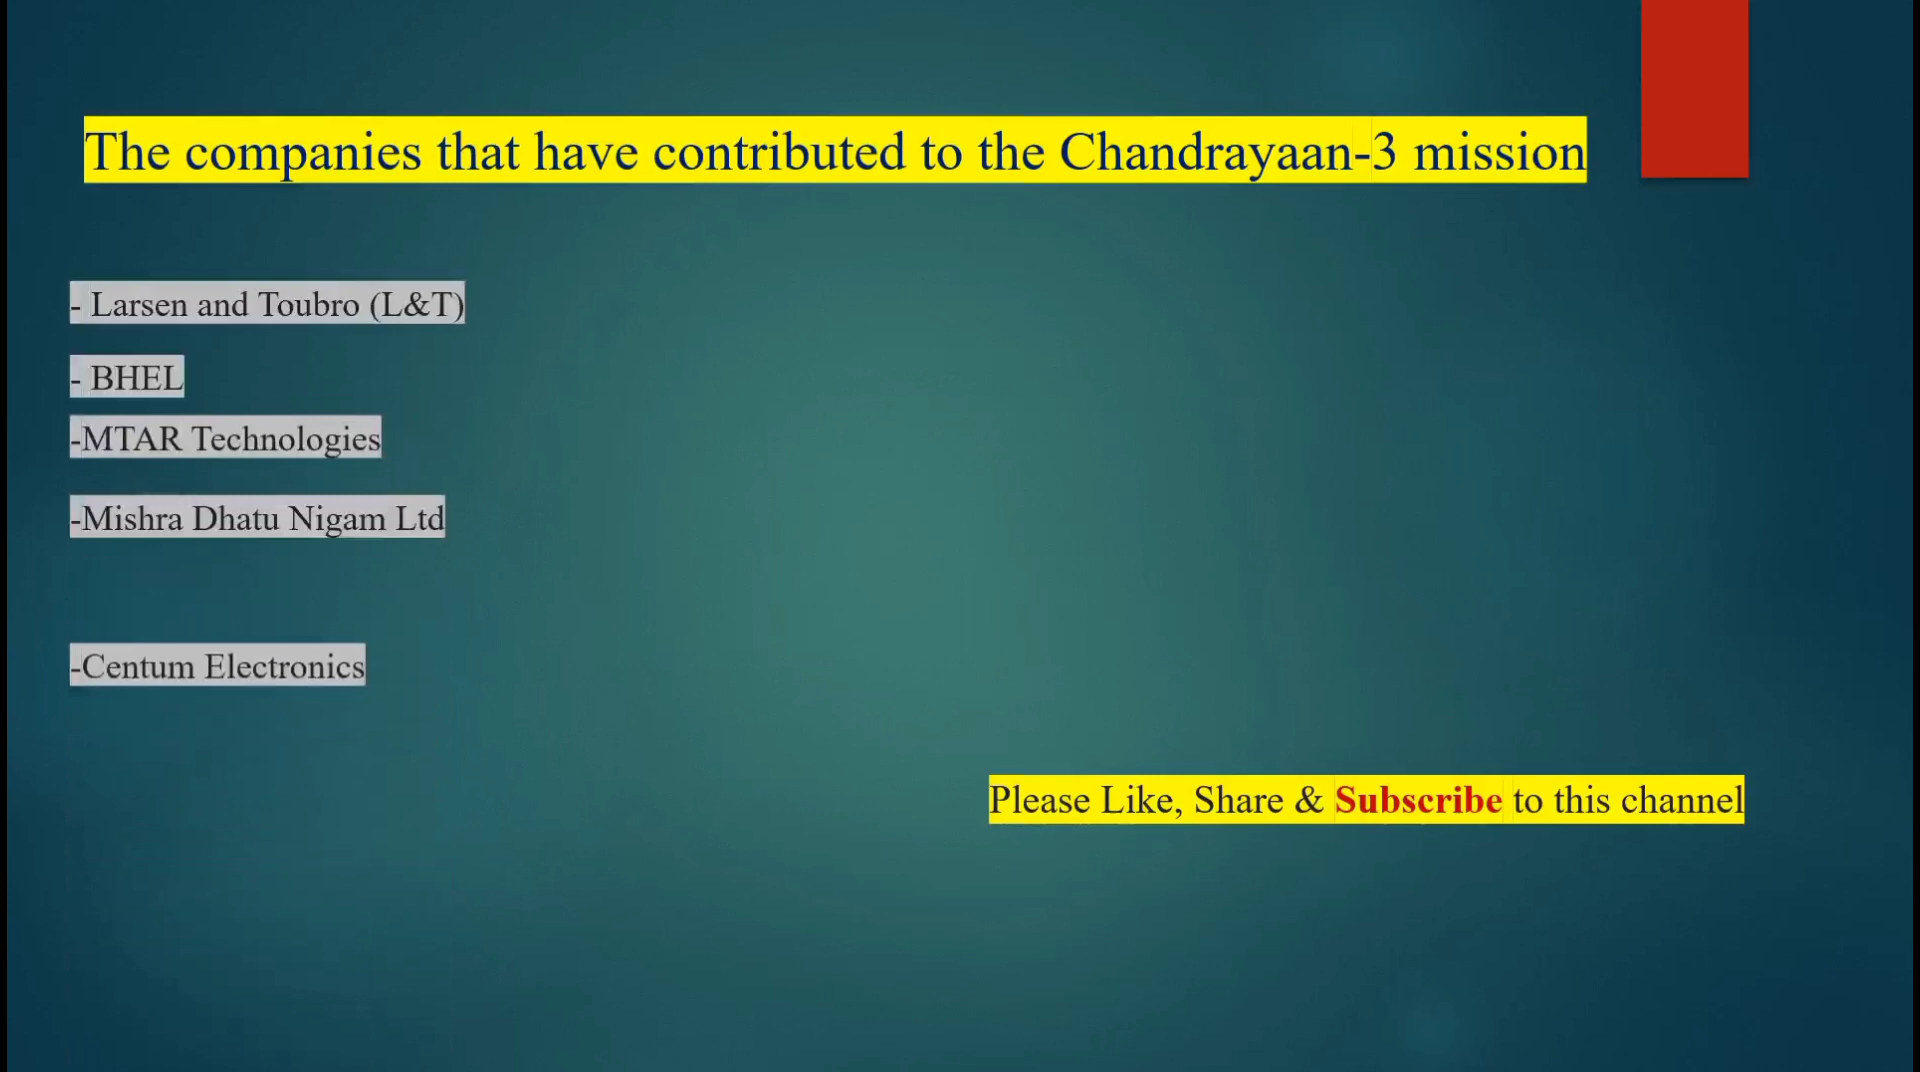 The companies that have contributed to the Chandrayaan-3 mission
- Larsen and Toubro (L&T)
- BHEL
-MTAR Technologies
-Mishra Dhatu Nigam Ltd
-Centum Electronics
Please Like, Share & Subscribe to this channel